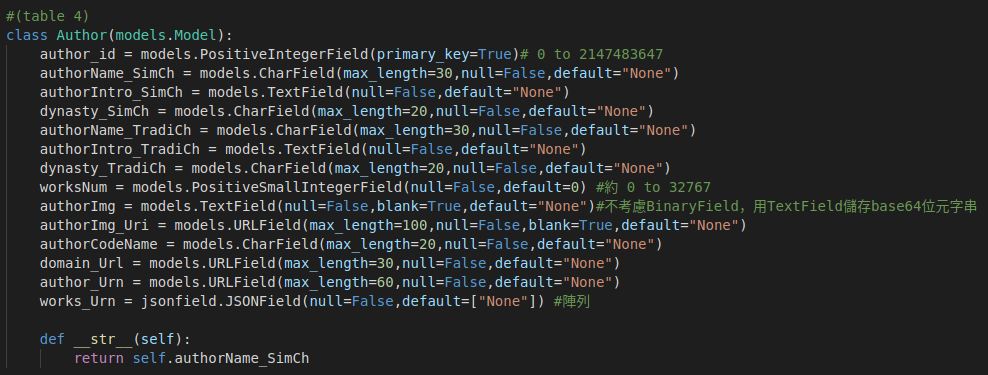 #(table 4)
class Author(models.Model):
    author_id = models.PositiveIntegerField(primary_key=True)# 0 to 2147483647
    authorName_SimCh = models.CharField(max_length=30,null=False,default="None")
    authorIntro_SimCh = models.TextField(null=False,default="None")
    dynasty_SimCh = models.CharField(max_length=20,null=False,default="None")
    authorName_TradiCh = models.CharField(max_length=30,null=False,default="None")
    authorIntro_TradiCh = models.TextField(null=False,default="None")
    dynasty_TradiCh = models.CharField(max_length=20,null=False,default="None")
    worksNum = models.PositiveSmallIntegerField(null=False,default=0) #約 0 to 32767
    authorImg = models.TextField(null=False,blank=True,default="None")#不考慮BinaryField，用TextField儲存base64位元字串
    authorImg_Uri = models.URLField(max_length=100,null=False,blank=True,default="None")
    authorCodeName = models.CharField(max_length=20,null=False,default="None")
    domain_Url = models.URLField(max_length=30,null=False,default="None")
    author_Urn = models.URLField(max_length=60,null=False,default="None")
    works_Urn = jsonfield.JSONField(null=False,default=["None"]) #陣列
    def __str__(self):
        return self.authorName_SimCh